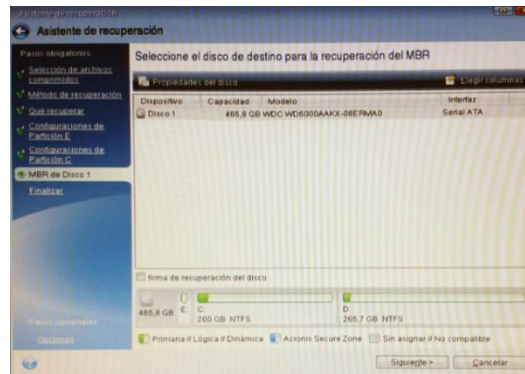 Asistente de recuperación
Asistente de recuperación
Pasos obligatorios:
Selección de archivos comprimidos
Método de recuperación
Qué recuperar
Configuraciones de Partición E
Configuraciones de Partición C
MBR de Disco 1
Finalizar
Pasos opcionales:
Opciones
Seleccione el disco de destino para la recuperación del MBR
Propiedades del disco
Elegir columnas
Dispositivo Capacidad Modelo Interfaz
Disco 1 465,8 GB WDC Serial ATA
firma de recuperación del disco
465,8 GB
E.
C:
200 GB NTFS
D:
265,7 GB NTFS
Primaria // Lógica // Dinámica Acronis Secure Zone Sin asignar // No compatible
Siguiente > Cancelar